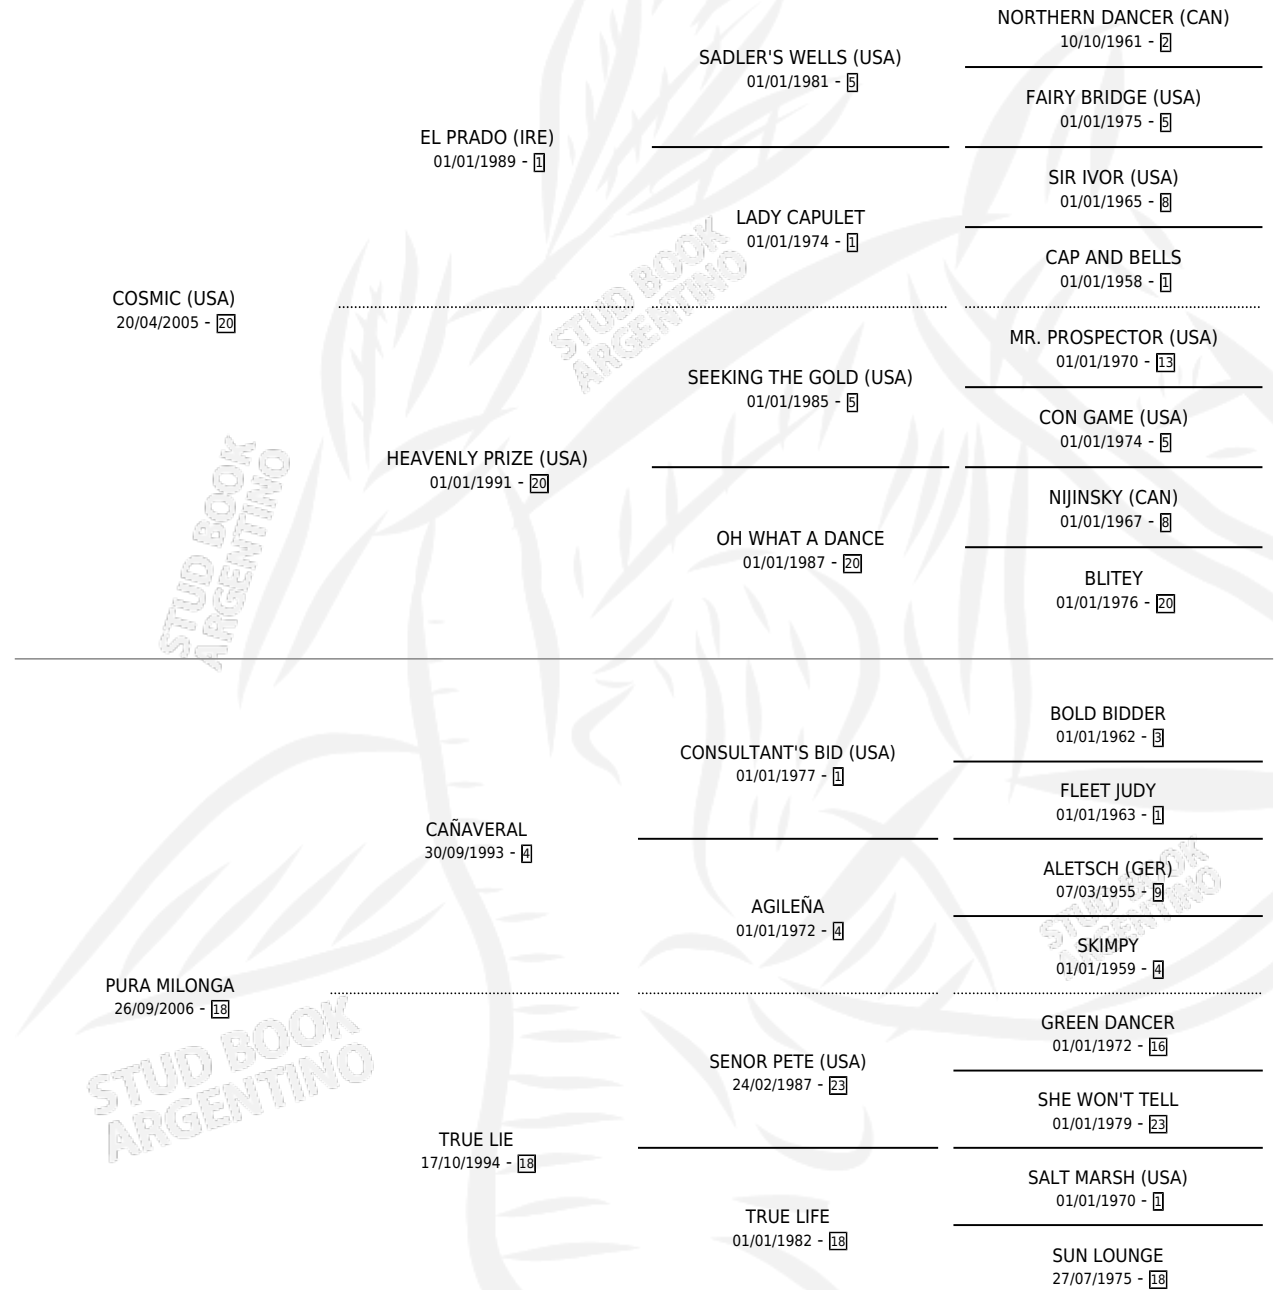 NORTHERN DANCER (CAN)
10/10/1961 - 2
SADLER'S WELLS (USA)
01/01/1981 - 5
FAIRY BRIDGE (USA)
01/01/1975 - 5
EL PRADO (IRE)
01/01/1989 - 1
SIR IVOR (USA)
01/01/1965 - 8
LADY CAPULET
01/01/1974 - 1
CAP AND BELLS
01/01/1958 - 1
COSMIC (USA)
20/04/2005 - 20
MR. PROSPECTOR (USA)
01/01/1970 - 13
SEEKING THE GOLD (USA)
01/01/1985 - 5
CON GAME (USA)
01/01/1974 - 5
HEAVENLY PRIZE (USA)
01/01/1991 - 20
NIJINSKY (CAN)
01/01/1967 - 8
OH WHAT A DANCE
01/01/1987 - 20
BLITEY
01/01/1976 - 20
BOLD BIDDER
01/01/1962 - 3
CONSULTANT'S BID (USA)
01/01/1977 - 1
FLEET JUDY
01/01/1963 - 1
CAÑAVERAL
30/09/1993 - 4
ALETSCH (GER)
07/03/1955 - 9
AGILEÑA
01/01/1972 - 4
SKIMPY
01/01/1959 - 4
PURA MILONGA
26/09/2006 - 18
GREEN DANCER
01/01/1972 - 16
SENOR PETE (USA)
24/02/1987 - 23
SHE WON'T TELL
01/01/1979 - 23
TRUE LIE
17/10/1994 - 18
SALT MARSH (USA)
01/01/1970 - 1
TRUE LIFE
01/01/1982 - 18
SUN LOUNGE
27/07/1975 - 18
STUD BOOK
ARGENTINO
STUD BOOK
ARGENTINO
STUD BOOK
ARGENTINO
STUD BOOK
ARGENTINO